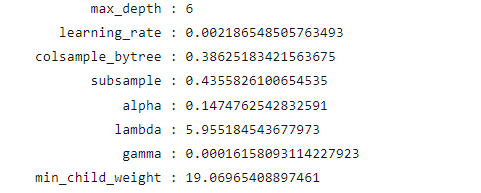 max_depth : 6
learning_rate : 0.002186548505763493
colsample_bytree : 0.38625183421563675
subsample : 0.4355826100654535
alpha : 0.1474762542832591
lambda : 5.955184543677973
gamma : 0.00016158093114227923
min_child_weight : 19.06965408897461